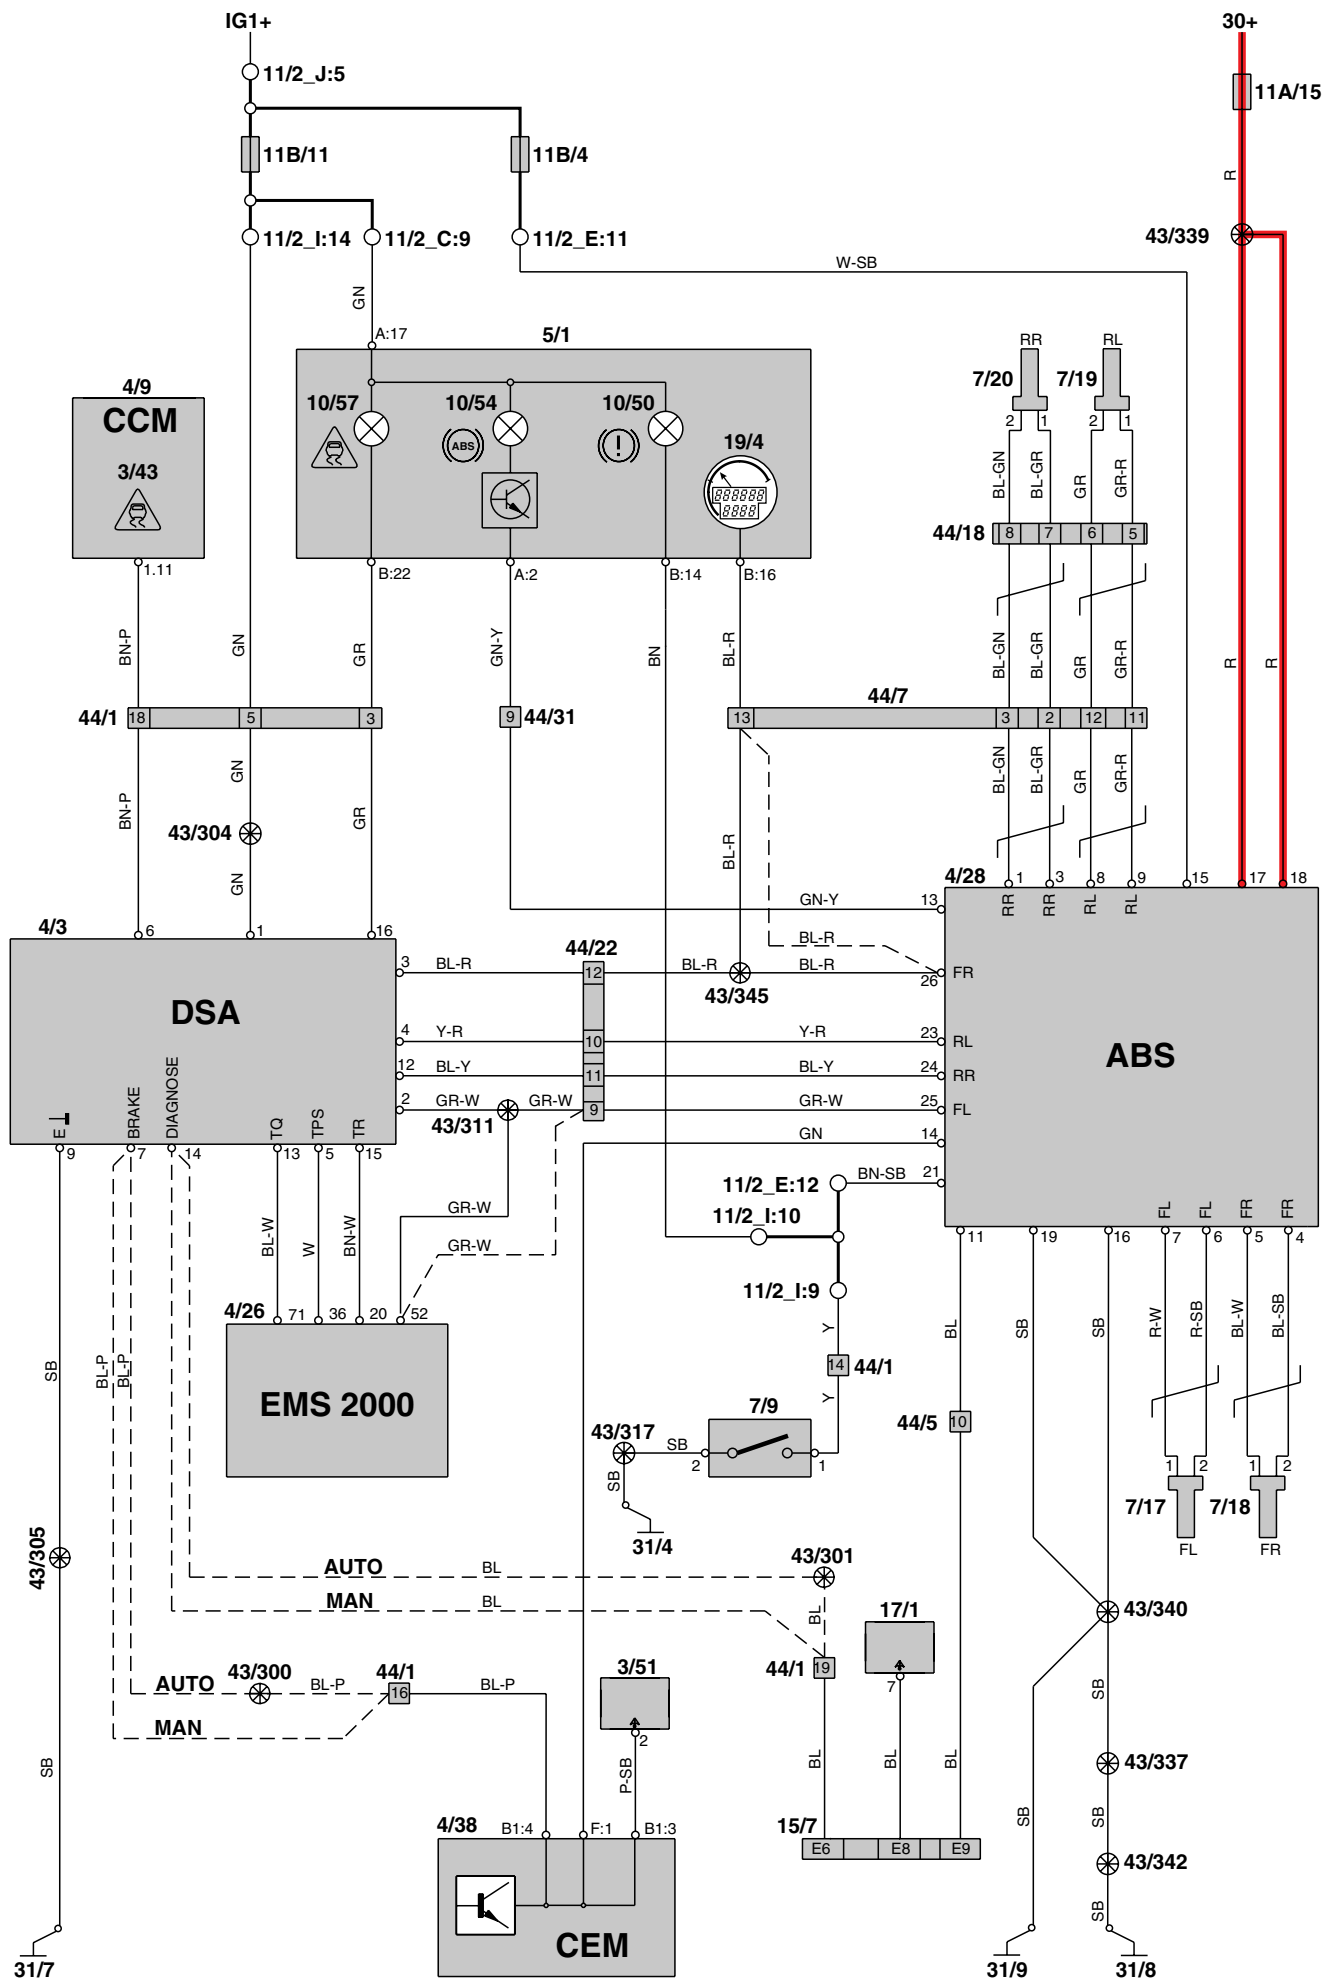 IG1+
30+
11/2_J:5
11A/15
11B/11
11B/4
R
11/2_I:14
11/2_C:9
11/2_E:11
43/339
W-SB
GN
A:17
5/1
RR
RL
7/20
7/19
4/9
CCM
3/43
10/57
10/54
10/50
ABS
19/4
2
1
2
1
BL-GN
BL-GR
GR
GR-R
44/18
8
7
6
5
1.11
B:22
A:2
B:14
B:16
BN-P
GN
GR
GN-Y
BN
BL-R
BL-GN
BL-GR
GR
GR-R
R
R
44/7
44/1
18
5
3
9
44/31
13
3
2
12
11
BN-P
GN
GR
BL-GN
BL-GR
GR
GR-R
43/304
BL-R
GN
4/28
1
3
8
9
15
17
18
RR
RR
RL
RL
4/3
6
1
16
GN-Y
13
44/22
BL-R
3
BL-R
12
BL-R
BL-R
26
FR
43/345
DSA
4
Y-R
10
Y-R
23
RL
ABS
12
BL-Y
11
BL-Y
24
RR
2
GR-W
GR-W
9
GR-W
25
FL
43/311
E
BRAKE
DIAGNOSE
TQ
TPS
TR
GN
14
9
7
14
13
5
15
11/2_E:12
BN-SB
21
GR-W
11/2_I:10
GR-W
FL
FL
FR
FR
BL-W
W
BN-W
11
19
16
7
6
5
4
11/2_I:9
4/26
71
36
20
52
Y
BL
SB
SB
R-W
R-SB
BL-W
BL-SB
SB
BL-P
BL-P
14
44/1
EMS 2000
7/9
Y
44/5
10
43/317
SB
2
1
SB
1
2
1
2
7/17
7/18
31/4
FL
FR
43/305
43/301
AUTO
BL
MAN
BL
BL
17/1
43/340
43/300
44/1
3/51
44/1
19
AUTO
BL-P
16
BL-P
7
SB
MAN
2
SB
P-SB
BL
BL
BL
43/337
SB
SB
4/38
B1:4
F:1
B1:3
15/7
E6
E8
E9
43/342
SB
CEM
31/7
31/9
31/8